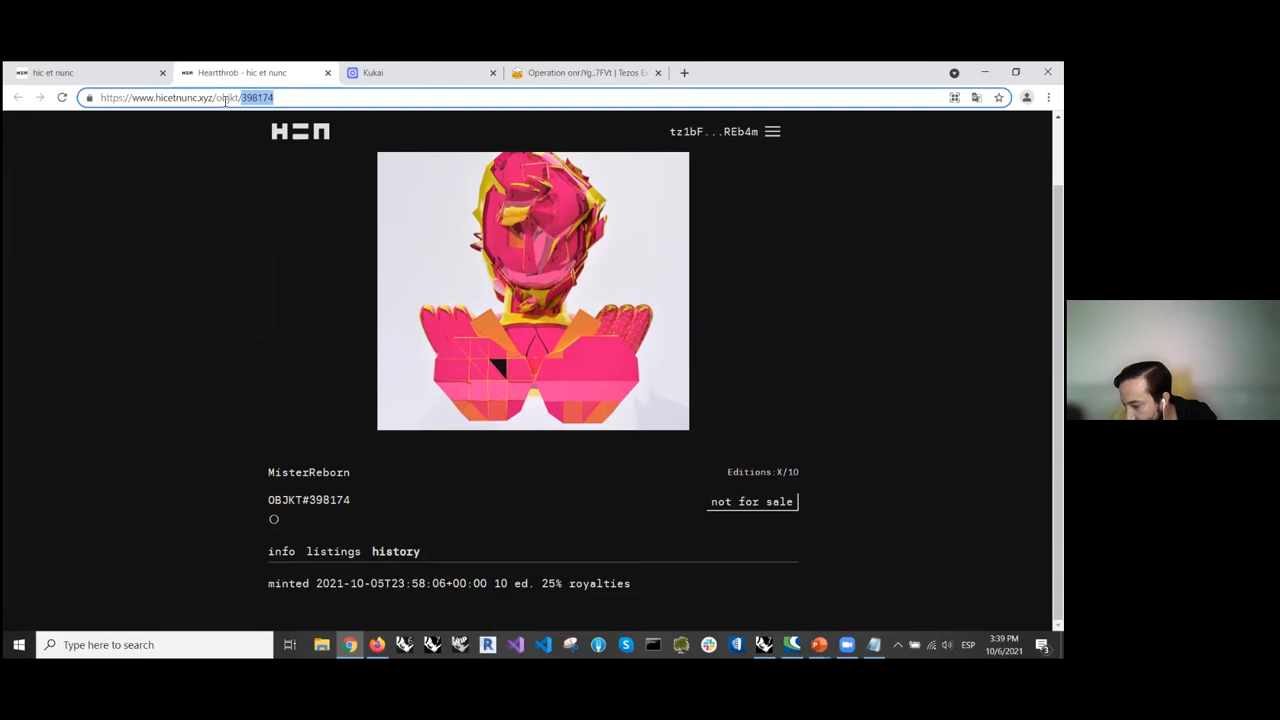 hic et nunc
Heartthrob - hic et nunc
Kukai
Operation onrJYg..7FVt | Tezos Ex
https://www.hicetnunc.xyz/objkt/398174
H=N
tz1bF...REb4m
MisterReborn
Editions:X/10
OBJKT#398174
not for sale
info listings history
minted 2021-10-05T23:58:06+00:00 10 ed. 25% royalties
Type here to search
ESP
3:39 PM
10/6/2021